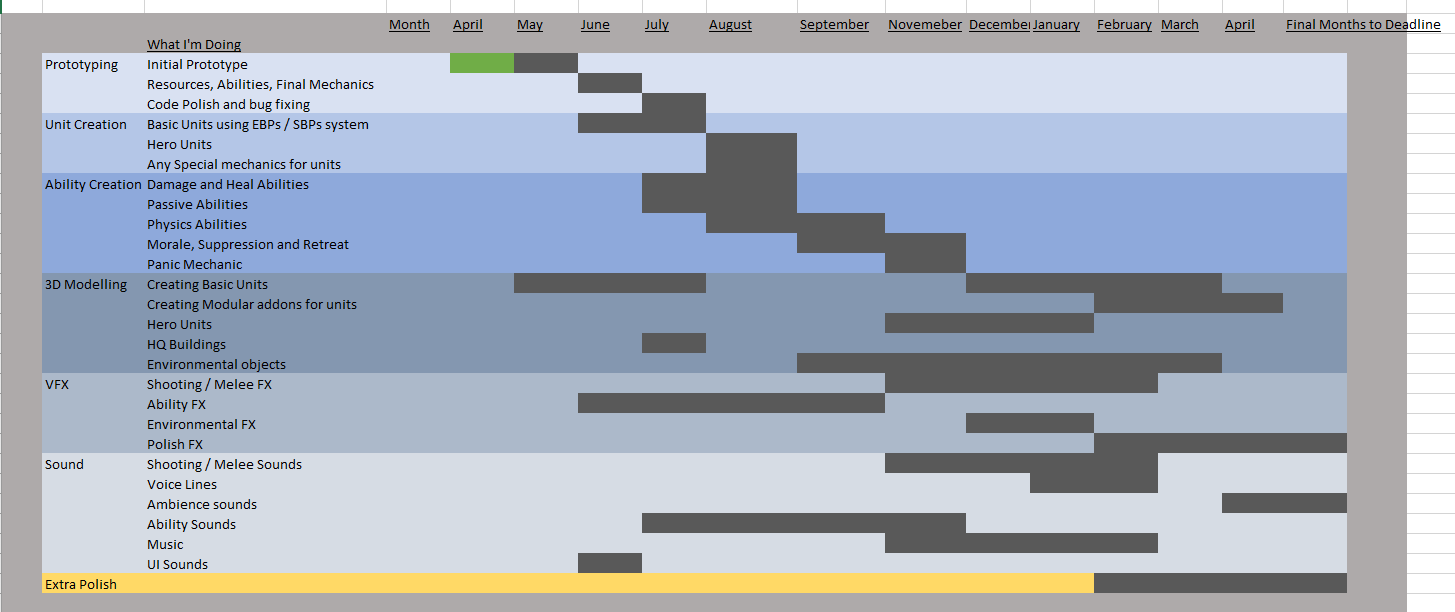 Month April May June July August September Novemeber December January February March April Final Months to Deadline
What I'm Doing
Prototyping Initial Prototype
Resources, Abilities, Final Mechanics
Code Polish and bug fixing
Unit Creation Basic Units using EBPs / SBPs system
Hero Units
Any Special mechanics for units
Ability Creation Damage and Heal Abilities
Passive Abilities
Physics Abilities
Morale, Suppression and Retreat
Panic Mechanic
3D Modelling Creating Basic Units
Creating Modular addons for units
Hero Units
HQ Buildings
Environmental objects
VFX Shooting / Melee FX
Ability FX
Environmental FX
Polish FX
Sound Shooting / Melee Sounds
Voice Lines
Ambience sounds
Ability Sounds
Music
UI Sounds
Extra Polish